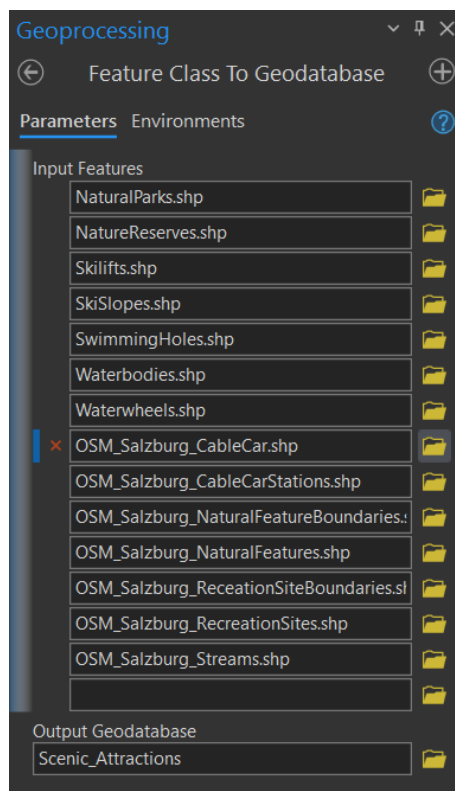 Geoprocessing
Feature Class To Geodatabase
Parameters Environments
Input Features
NaturalParks.shp
NatureReserves.shp
Skilifts.shp
SkiSlopes.shp
SwimmingHoles.shp
Waterbodies.shp
Waterwheels.shp
OSM_Salzburg_CableCar.shp
OSM_Salzburg_CableCarStations.shp
OSM_Salzburg_NaturalFeatureBoundaries.:
OSM_Salzburg_NaturalFeatures.shp
OSM_Salzburg_ReceationSiteBoundaries.sl
OSM_Salzburg_RecreationSites.shp
OSM_Salzburg_Streams.shp
Output Geodatabase
Scenic_Attractions